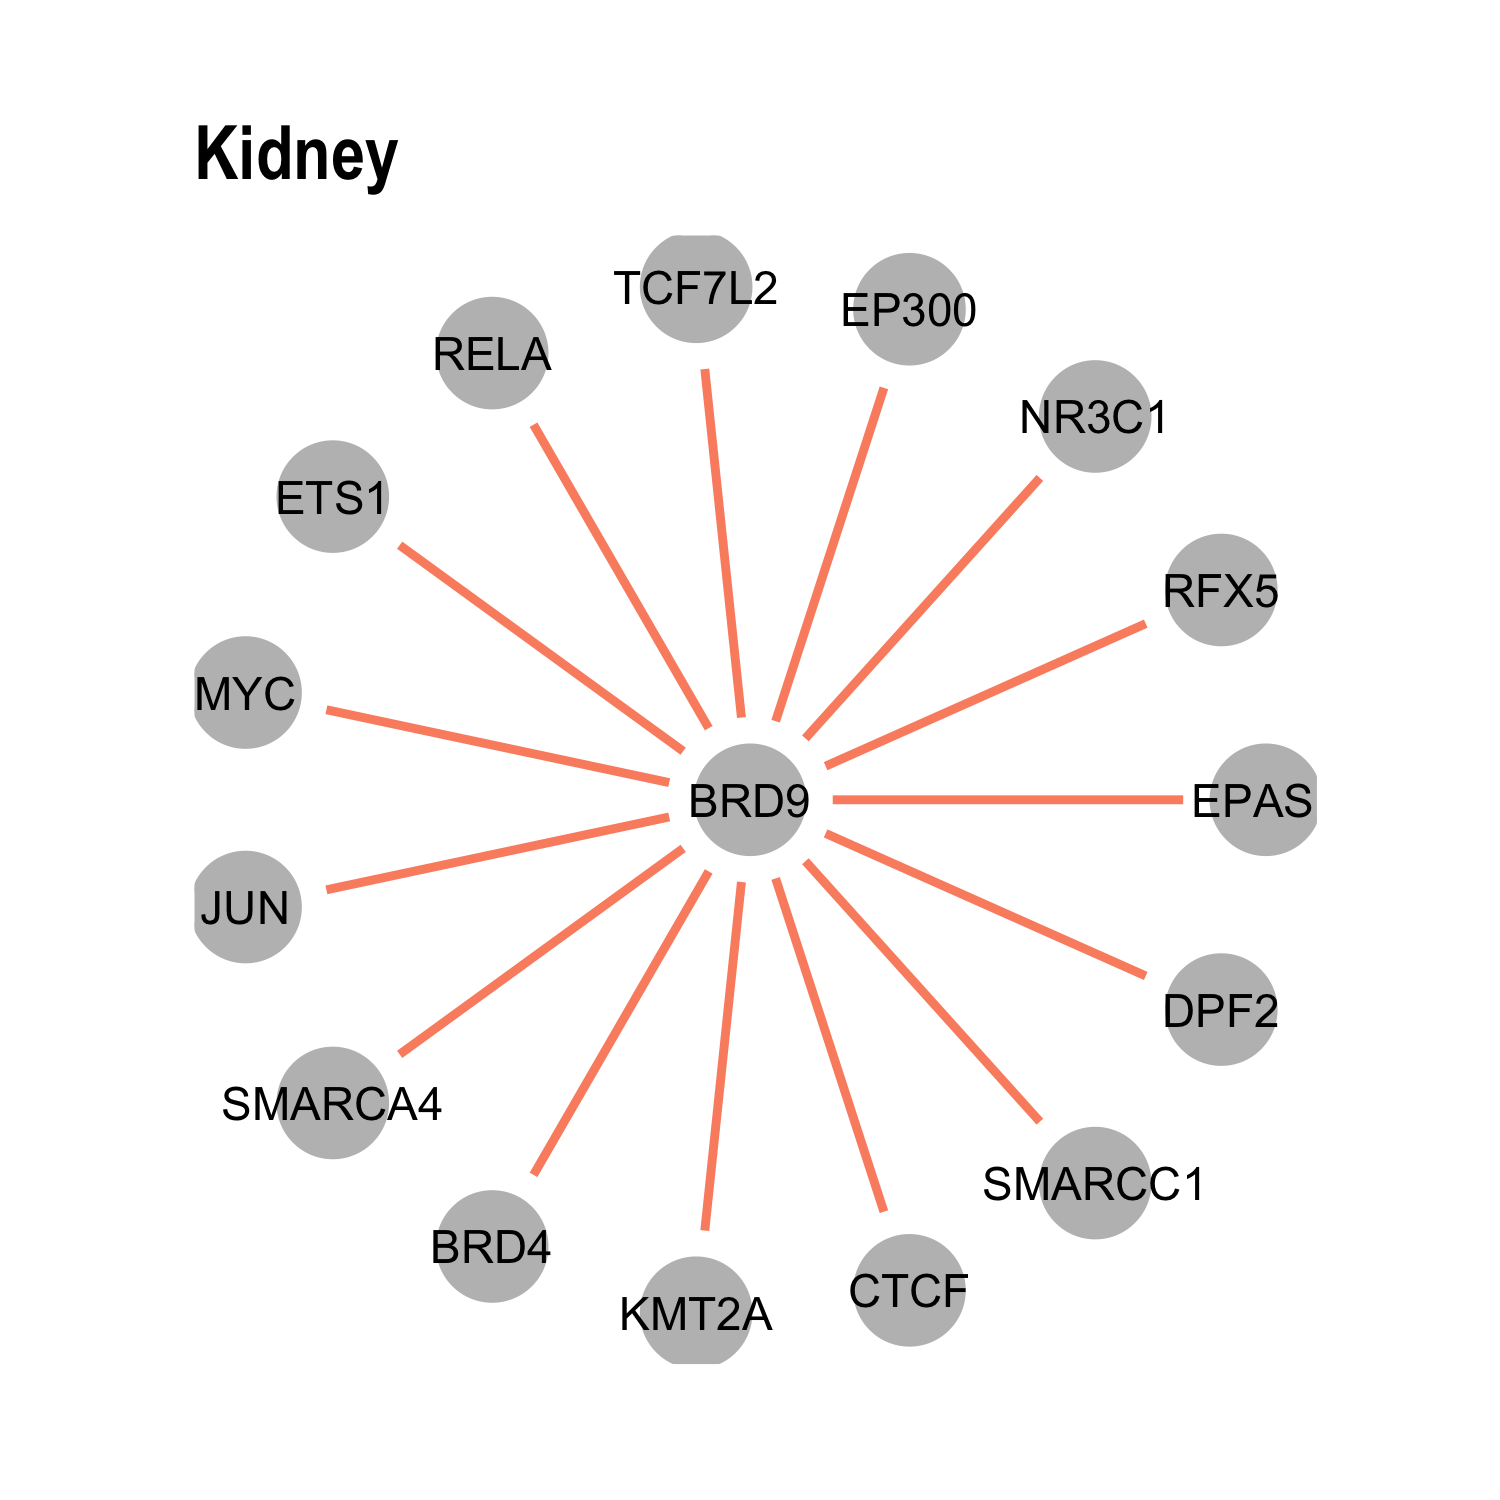 Kidney
TCF7L2
EP300
RELA
NR3C1
ETS1
RFX5
MYC
BRD9
EPAS
JUN
DPF2
SMARCA4
SMARCC1
BRD4
CTCF
KMT2A